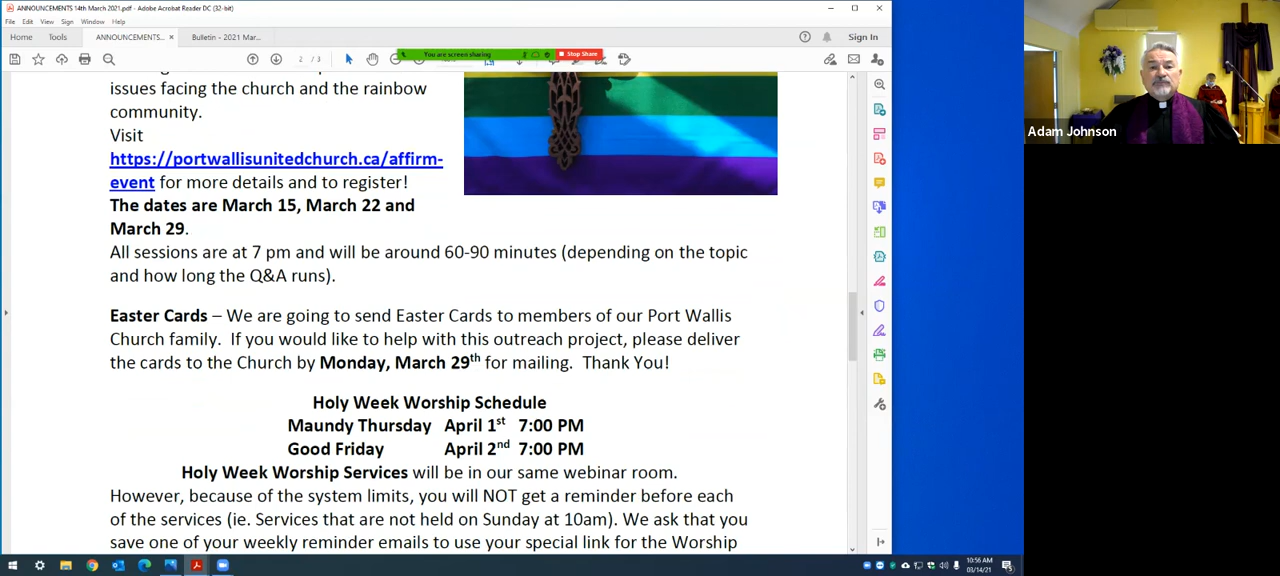 ANNOUNCEMENTS 14th March 2021.pdf - Adobe Acrobat Reader DC (32-bit)
File Edit View Sign Window Help
Home Tools ANNOUNCEMENTS... × Bulletin - 2021 Mar... Sign In
You are screen sharing Stop Share
2 / 3
issues facing the church and the rainbow
community.
Visit
https://portwallisunitedchurch.ca/affirm-
event for more details and to register!
The dates are March 15, March 22 and
March 29.
All sessions are at 7 pm and will be around 60-90 minutes (depending on the topic
and how long the Q&A runs).
Easter Cards – We are going to send Easter Cards to members of our Port Wallis
Church family. If you would like to help with this outreach project, please deliver
the cards to the Church by Monday, March 29th for mailing. Thank You!
Holy Week Worship Schedule
Maundy Thursday April 1st 7:00 PM
Good Friday April 2nd 7:00 PM
Holy Week Worship Services will be in our same webinar room.
However, because of the system limits, you will NOT get a reminder before each
of the services (ie. Services that are not held on Sunday at 10am). We ask that you
save one of your weekly reminder emails to use your special link for the Worship
Adam Johnson
10:56 AM
03/14/21